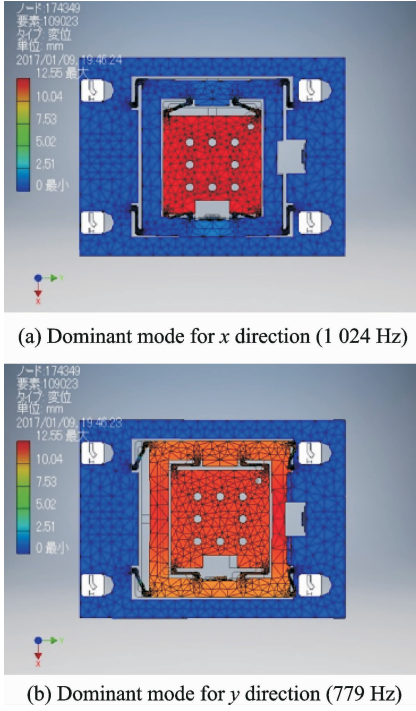 ノード:174349
要素:109023
タイプ:変位
単位 mm
2017/01/09, 19:46:24
12.55 最大
10.04
7.53
5.02
2.51
0 最小
Y
X
(a) Dominant mode for x direction (1 024 Hz)
ノード:174349
要素:109023
タイプ:変位
単位 mm
2017/01/09, 19:46:23
12.55 最大
10.04
7.53
5.02
2.51
0 最小
Y
X
(b) Dominant mode for y direction (779 Hz)